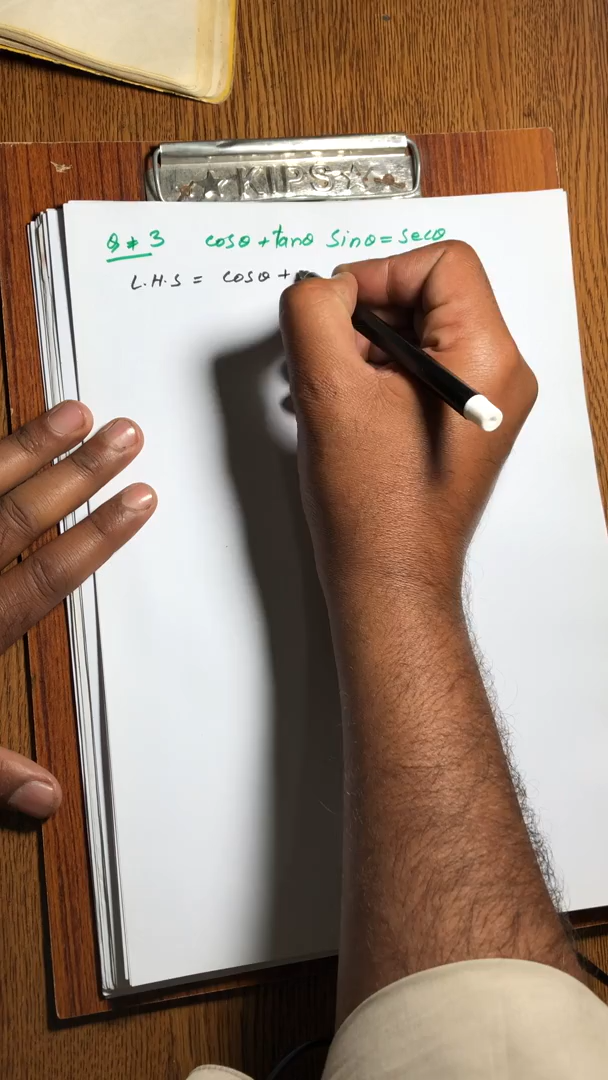 ★KIPS★
Q * 3 cosθ + tanθ sinθ = secθ
L.H.S = cosθ +